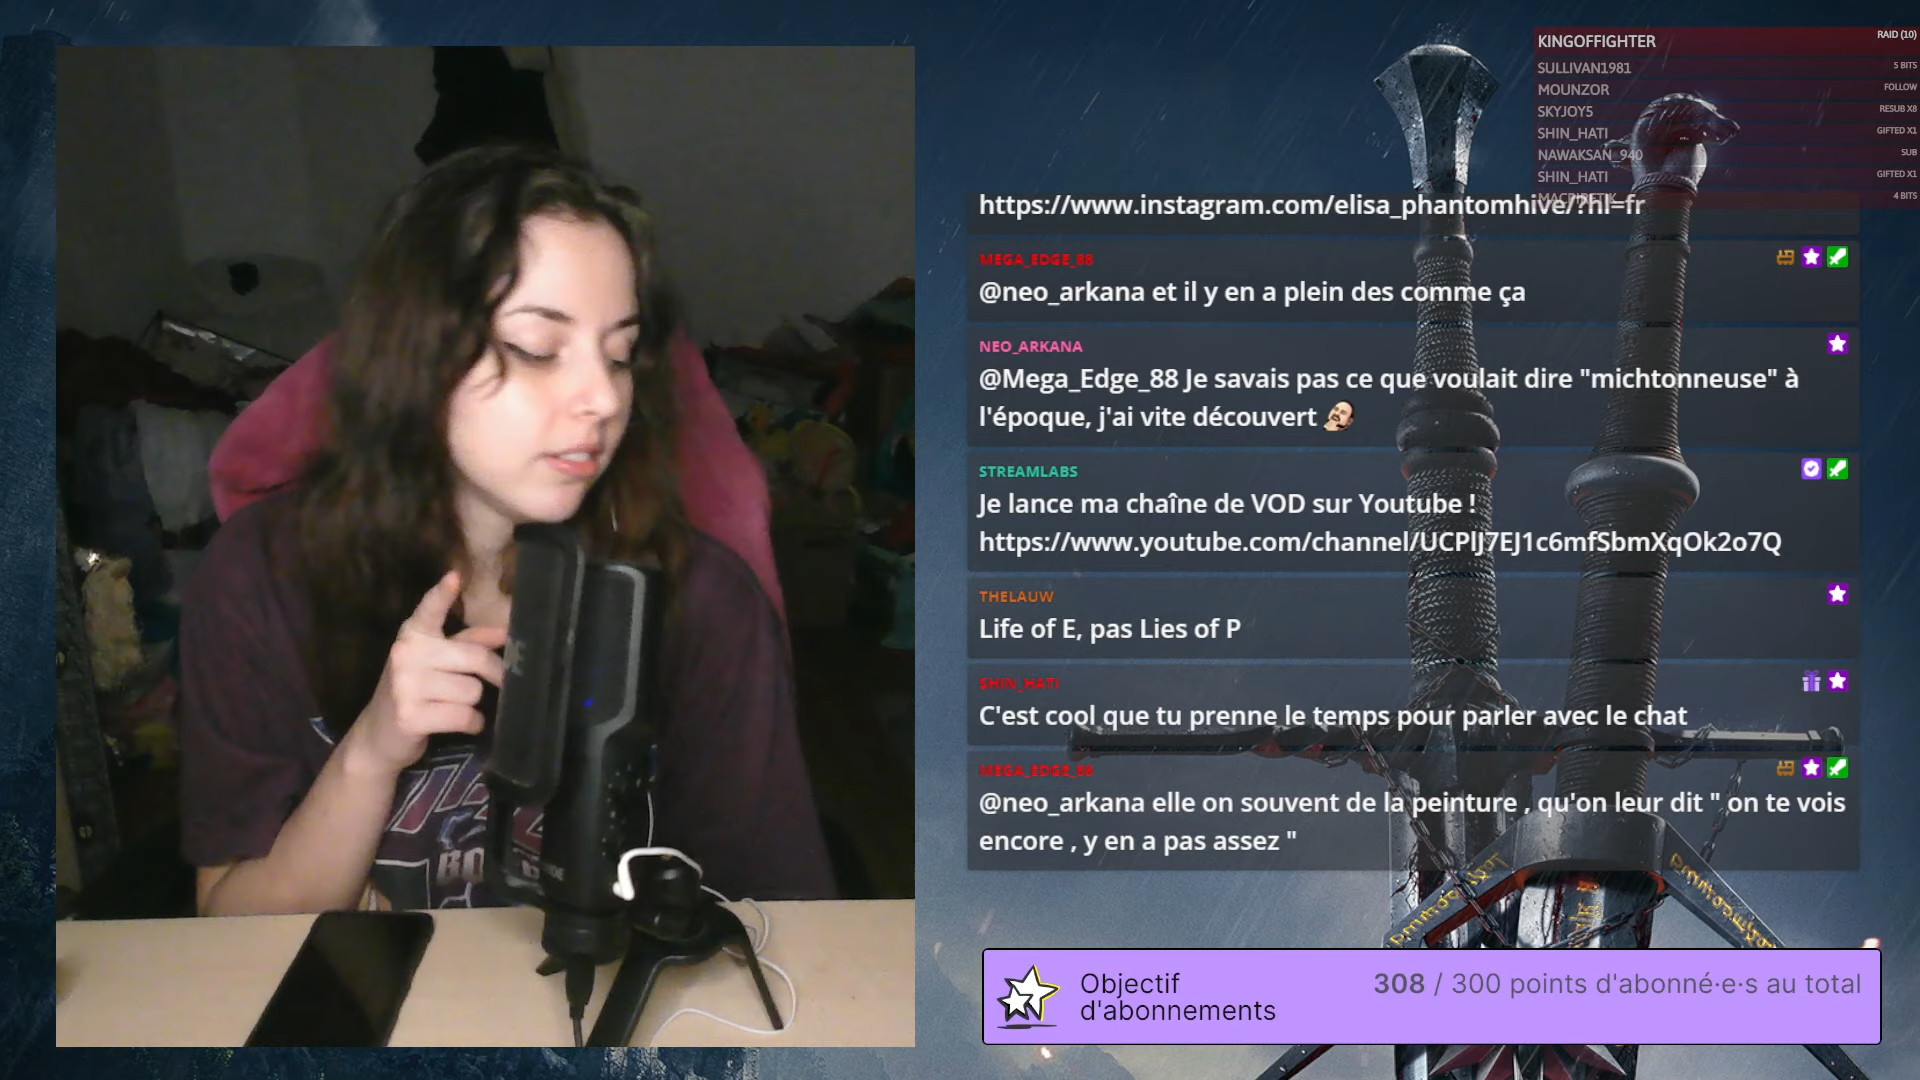 KINGOFFIGHTER RAID (10)
SULLIVAN1981 5 BITS
MOUNZOR FOLLOW
SKYJOY5 RESUB X8
SHIN_HATI GIFTED X1
NAWAKSAN_940 SUB
SHIN_HATI GIFTED X1
4 BITS
https://www.instagram.com/elisa_phantomhive/?hl=fr
MEGA_EDGE_88
@neo_arkana et il y en a plein des comme ça
NEO_ARKANA
@Mega_Edge_88 Je savais pas ce que voulait dire "michtonneuse" à
l'époque, j'ai vite découvert
STREAMLABS
Je lance ma chaîne de VOD sur Youtube !
https://www.youtube.com/channel/UCPlJ7EJ1c6mfSbmXqOk2o7Q
THELAUW
Life of E, pas Lies of P
SHIN_HATI
C'est cool que tu prenne le temps pour parler avec le chat
MEGA_EDGE_88
@neo_arkana elle on souvent de la peinture , qu'on leur dit " on te vois
encore , y en a pas assez "
Objectif
d'abonnements
308 / 300 points d'abonné·e·s au total